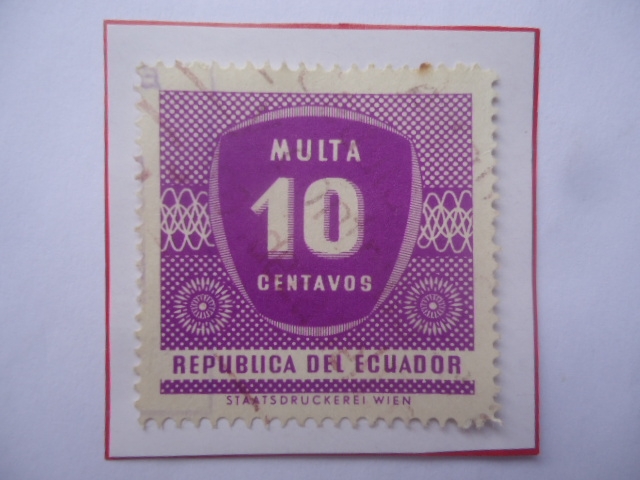 MULTA
10
CENTAVOS
REPUBLICA DEL ECUADOR
STAATSDRUCKEREI WIEN